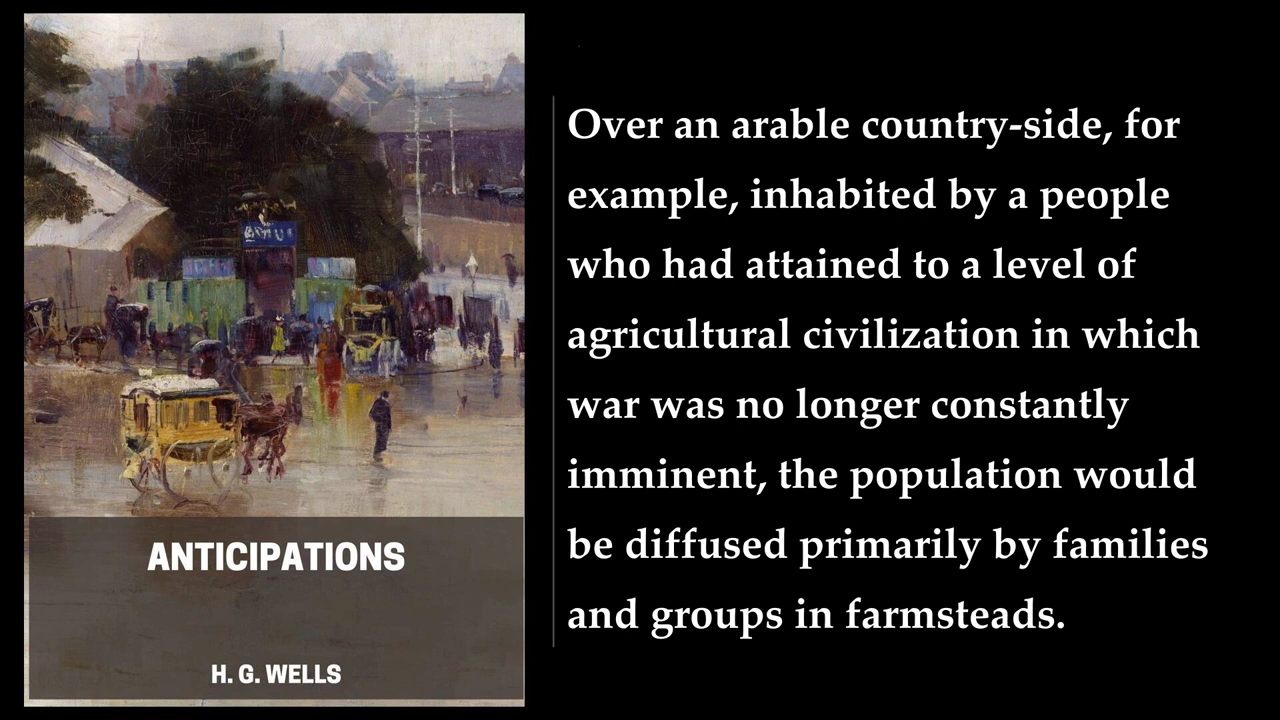 ANTICIPATIONS
H. G. WELLS
Over an arable country-side, for
example, inhabited by a people
who had attained to a level of
agricultural civilization in which
war was no longer constantly
imminent, the population would
be diffused primarily by families
and groups in farmsteads.